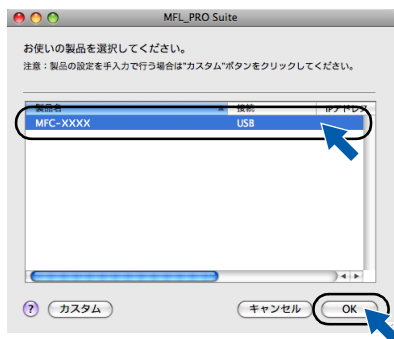 MFL_PRO Suite
お使いの製品を選択してください。
注意：製品の設定を手入力で行う場合は"カスタム"ボタンをクリックしてください。
製品名 接続 IPアドレス
MFC-XXXX USB
? カスタム キャンセル OK